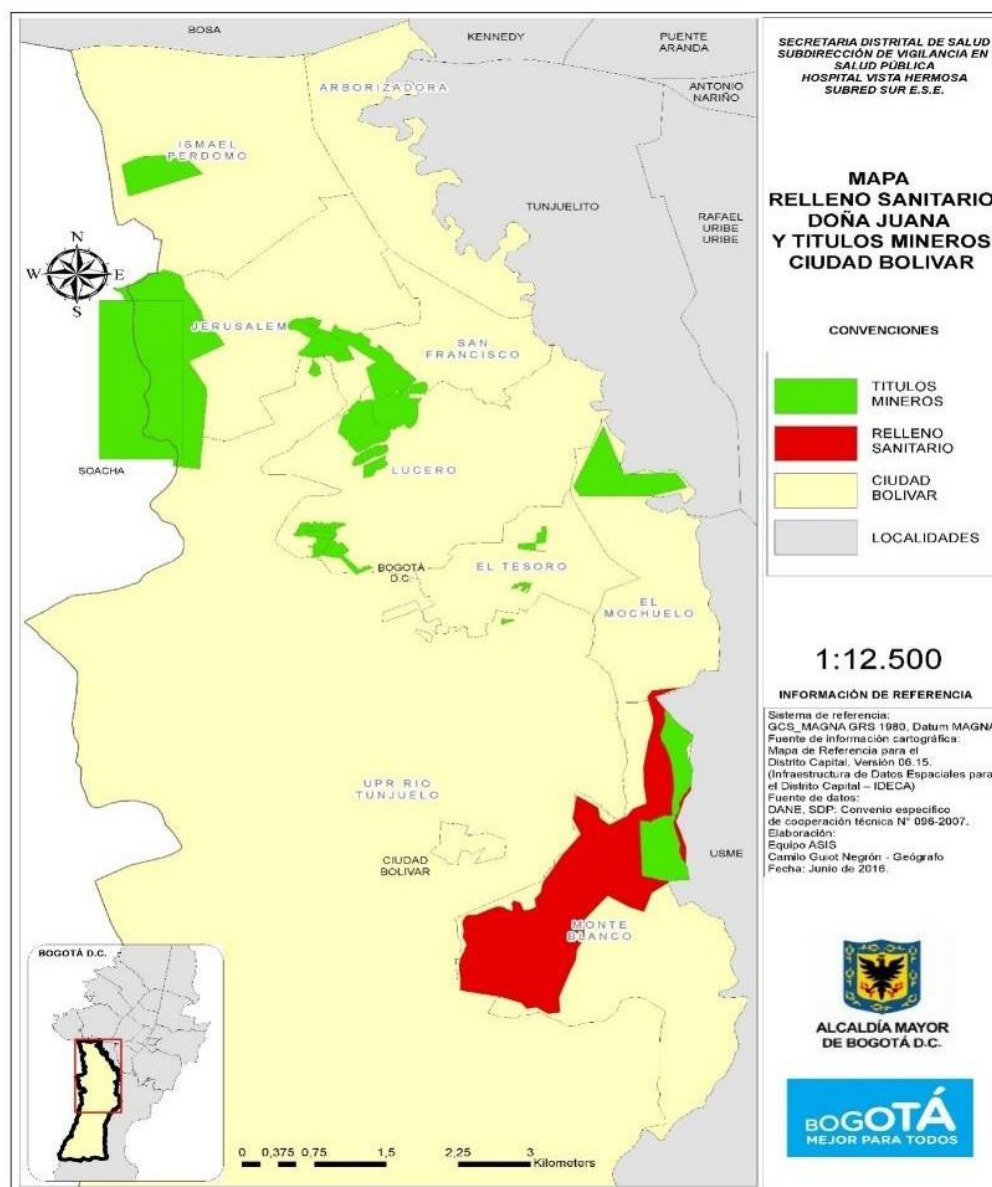 BOSA
KENNEDY
PUENTE
ARANDA
ANTONIO
NARIÑO
ARBORIZADORA
ISMAEL
PERDOMO
TUNJUELITO
RAFAEL
URIBE
URIBE
N
W
E
S
JERUSALEM
SAN
FRANCISCO
SOACHA
LUCERO
BOGOTÁ
D.C.
EL TESORO
EL
MOCHUELO
UPR RIO
TUNJUELO
CIUDAD
BOLIVAR
USME
MONTE
BLANCO
BOGOTÁ D.C.
0 0,375 0,75 1,5 2,25 3
Kilometers
SECRETARIA DISTRITAL DE SALUD
SUBDIRECCIÓN DE VIGILANCIA EN
SALUD PÚBLICA
HOSPITAL VISTA HERMOSA
SUBRED SUR E.S.E.
MAPA
RELLENO SANITARIO
DOÑA JUANA
Y TITULOS MINEROS
CIUDAD BOLIVAR
CONVENCIONES
TITULOS
MINEROS
RELLENO
SANITARIO
CIUDAD
BOLIVAR
LOCALIDADES
1:12.500
INFORMACIÓN DE REFERENCIA
Sistema de referencia:
GCS_MAGNA GRS 1980, Datum MAGNA
Fuente de información cartográfica:
Mapa de Referencia para el
Distrito Capital. Versión 06.15.
(Infraestructura de Datos Espaciales para
el Distrito Capital – IDECA)
Fuente de datos:
DANE, SDP: Convenio específico
de cooperación técnica N° 096-2007.
Elaboración:
Equipo ASIS
Camilo Guiot Negrón - Geógrafo
Fecha: Junio de 2016.
ALCALDÍA MAYOR
DE BOGOTÁ D.C.
BOGOTÁ
MEJOR PARA TODOS